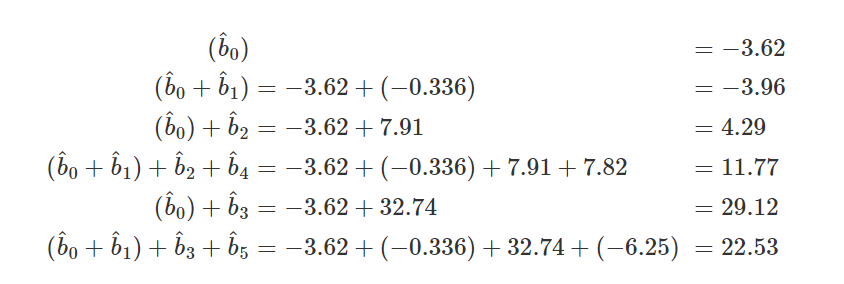 (b̂₀) = −3.62
(b̂₀ + b̂₁) = −3.62 + (−0.336) = −3.96
(b̂₀) + b̂₂ = −3.62 + 7.91 = 4.29
(b̂₀ + b̂₁) + b̂₂ + b̂₄ = −3.62 + (−0.336) + 7.91 + 7.82 = 11.77
(b̂₀) + b̂₃ = −3.62 + 32.74 = 29.12
(b̂₀ + b̂₁) + b̂₃ + b̂₅ = −3.62 + (−0.336) + 32.74 + (−6.25) = 22.53